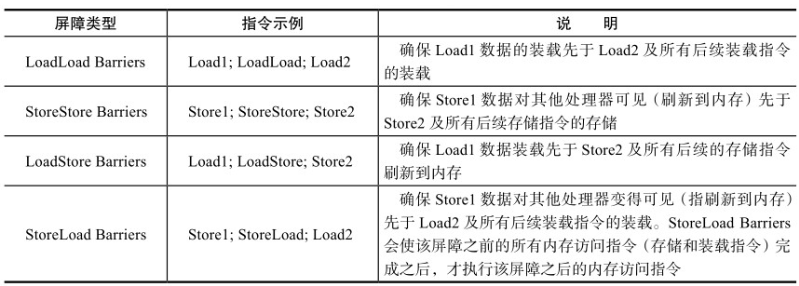 屏障类型 指令示例 说 明
LoadLoad Barriers Load1; LoadLoad; Load2 确保 Load1 数据的装载先于 Load2 及所有后续装载指令
的装载
StoreStore Barriers Store1; StoreStore; Store2 确保 Store1 数据对其他处理器可见（刷新到内存）先于
Store2 及所有后续存储指令的存储
LoadStore Barriers Load1; LoadStore; Store2 确保 Load1 数据装载先于 Store2 及所有后续的存储指令
刷新到内存
StoreLoad Barriers Store1; StoreLoad; Load2 确保 Store1 数据对其他处理器变得可见（指刷新到内存）
先于 Load2 及所有后续装载指令的装载。StoreLoad Barriers
会使该屏障之前的所有内存访问指令（存储和装载指令）完
成之后，才执行该屏障之后的内存访问指令